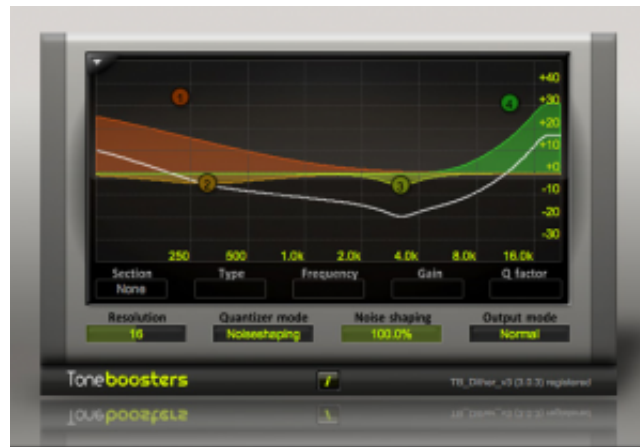 1
4
+40
+30
+20
+10
2
3
+0
-10
-20
-30
250 500 1.0k 2.0k 4.0k 8.0k 16.0k
Section Type Frequency Gain Q factor
None
Resolution Quantizer mode Noise shaping Output mode
16 Noiseshaping 100.0% Normal
Toneboosters i TB_Dither_v3 (3.0.3) registered